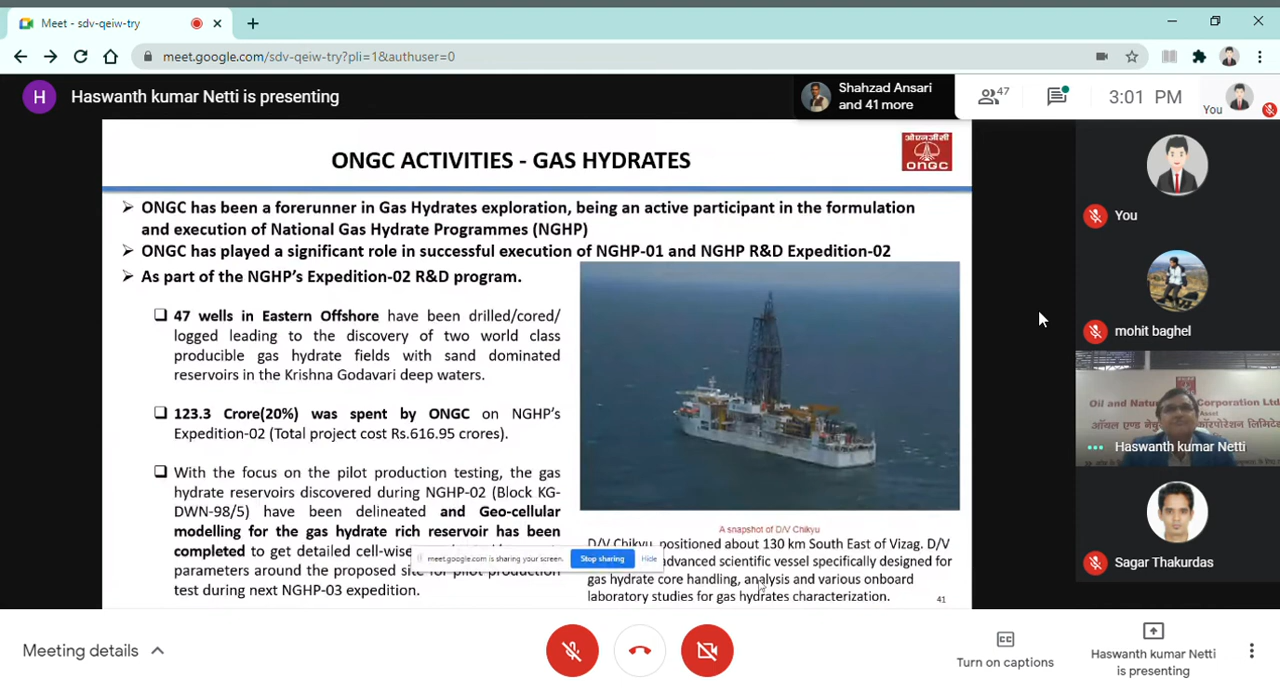 Meet - sdv-qeiw-try
meet.google.com/sdv-qeiw-try?pli=1&authuser=0
H
Haswanth kumar Netti is presenting
Shahzad Ansari
and 41 more
47
3:01 PM
You
ONGC ACTIVITIES - GAS HYDRATES
ओएनजीसी
ONGC
➢ ONGC has been a forerunner in Gas Hydrates exploration, being an active participant in the formulation
and execution of National Gas Hydrate Programmes (NGHP)
➢ ONGC has played a significant role in successful execution of NGHP-01 and NGHP R&D Expedition-02
➢ As part of the NGHP's Expedition-02 R&D program.
❑ 47 wells in Eastern Offshore have been drilled/cored/
logged leading to the discovery of two world class
producible gas hydrate fields with sand dominated
reservoirs in the Krishna Godavari deep waters.
❑ 123.3 Crore(20%) was spent by ONGC on NGHP's
Expedition-02 (Total project cost Rs.616.95 crores).
❑ With the focus on the pilot production testing, the gas
hydrate reservoirs discovered during NGHP-02 (Block KG-
DWN-98/5) have been delineated and Geo-cellular
modelling for the gas hydrate rich reservoir has been
completed to get detailed cell-wise
parameters around the proposed site for pilot production
test during next NGHP-03 expedition.
A snapshot of D/V Chikyu
D/V Chikyu, positioned about 130 km South East of Vizag. D/V
advanced scientific vessel specifically designed for
gas hydrate core handling, analysis and various onboard
laboratory studies for gas hydrates characterization.
41
meet.google.com is sharing your screen.
Stop sharing
Hide
You
mohit baghel
Oil and Natu Corporation Ltd
Asset
ऑयल एण्ड नेचु कॉरपोरेशन लिमिटेड
Haswanth kumar Netti
Sagar Thakurdas
Meeting details
CC
Turn on captions
Haswanth kumar Netti
is presenting